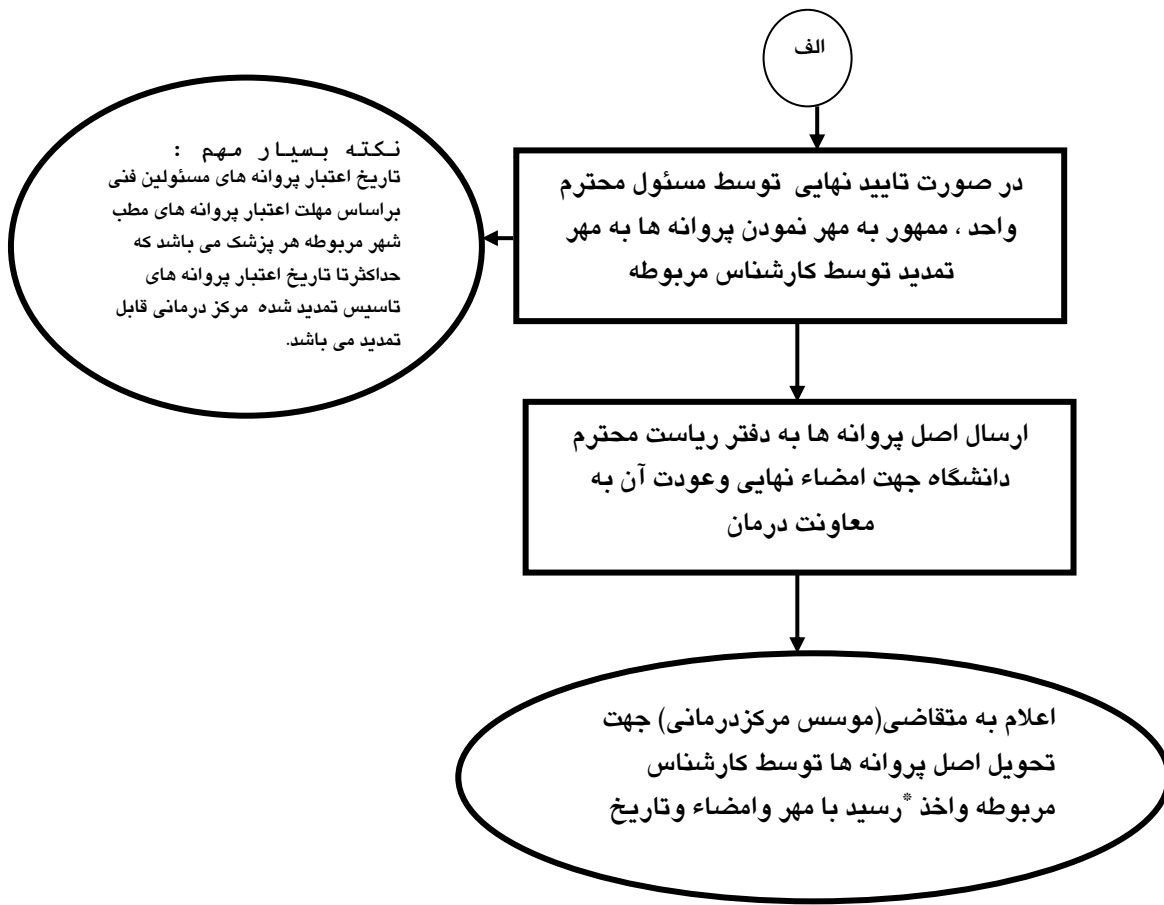 الف
در صورت تایید نهایی توسط مسئول محترم
واحد ، ممهور به مهر نمودن پروانه ها به مهر
تمدید توسط کارشناس مربوطه
نکته بسیار مهم :
تاریخ اعتبار پروانه های مسئولین فنی
براساس مهلت اعتبار پروانه های مطب
شهر مربوطه هر پزشک می باشد که
حداکثرتا تاریخ اعتبار پروانه های
تاسیس تمدید شده مرکز درمانی قابل
تمدید می باشد.
ارسال اصل پروانه ها به دفتر ریاست محترم
دانشگاه جهت امضاء نهایی وعودت آن به
معاونت درمان
اعلام به متقاضی(موسس مرکزدرمانی) جهت
تحویل اصل پروانه ها توسط کارشناس
مربوطه واخذ *رسید با مهر وامضاء وتاریخ